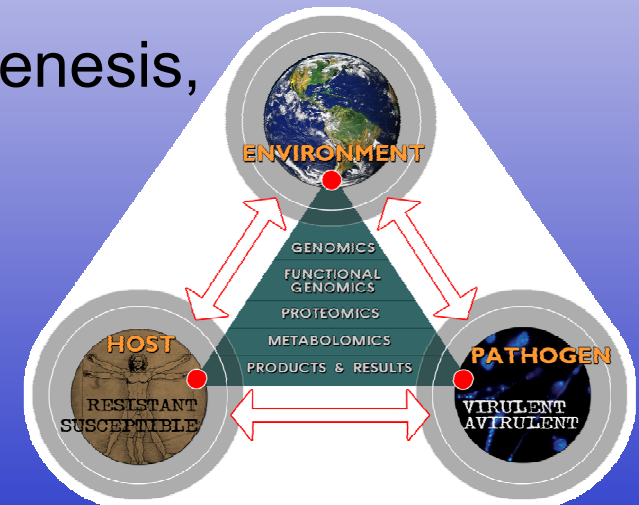 enesis,
ENVIRONMENT
GENOMICS
FUNCTIONAL
GENOMICS
PROTEOMICS
METABOLOMICS
PRODUCTS & RESULTS
HOST
RESISTANT
SUSCEPTIBLE
PATHOGEN
VIRULENT
AVIRULENT